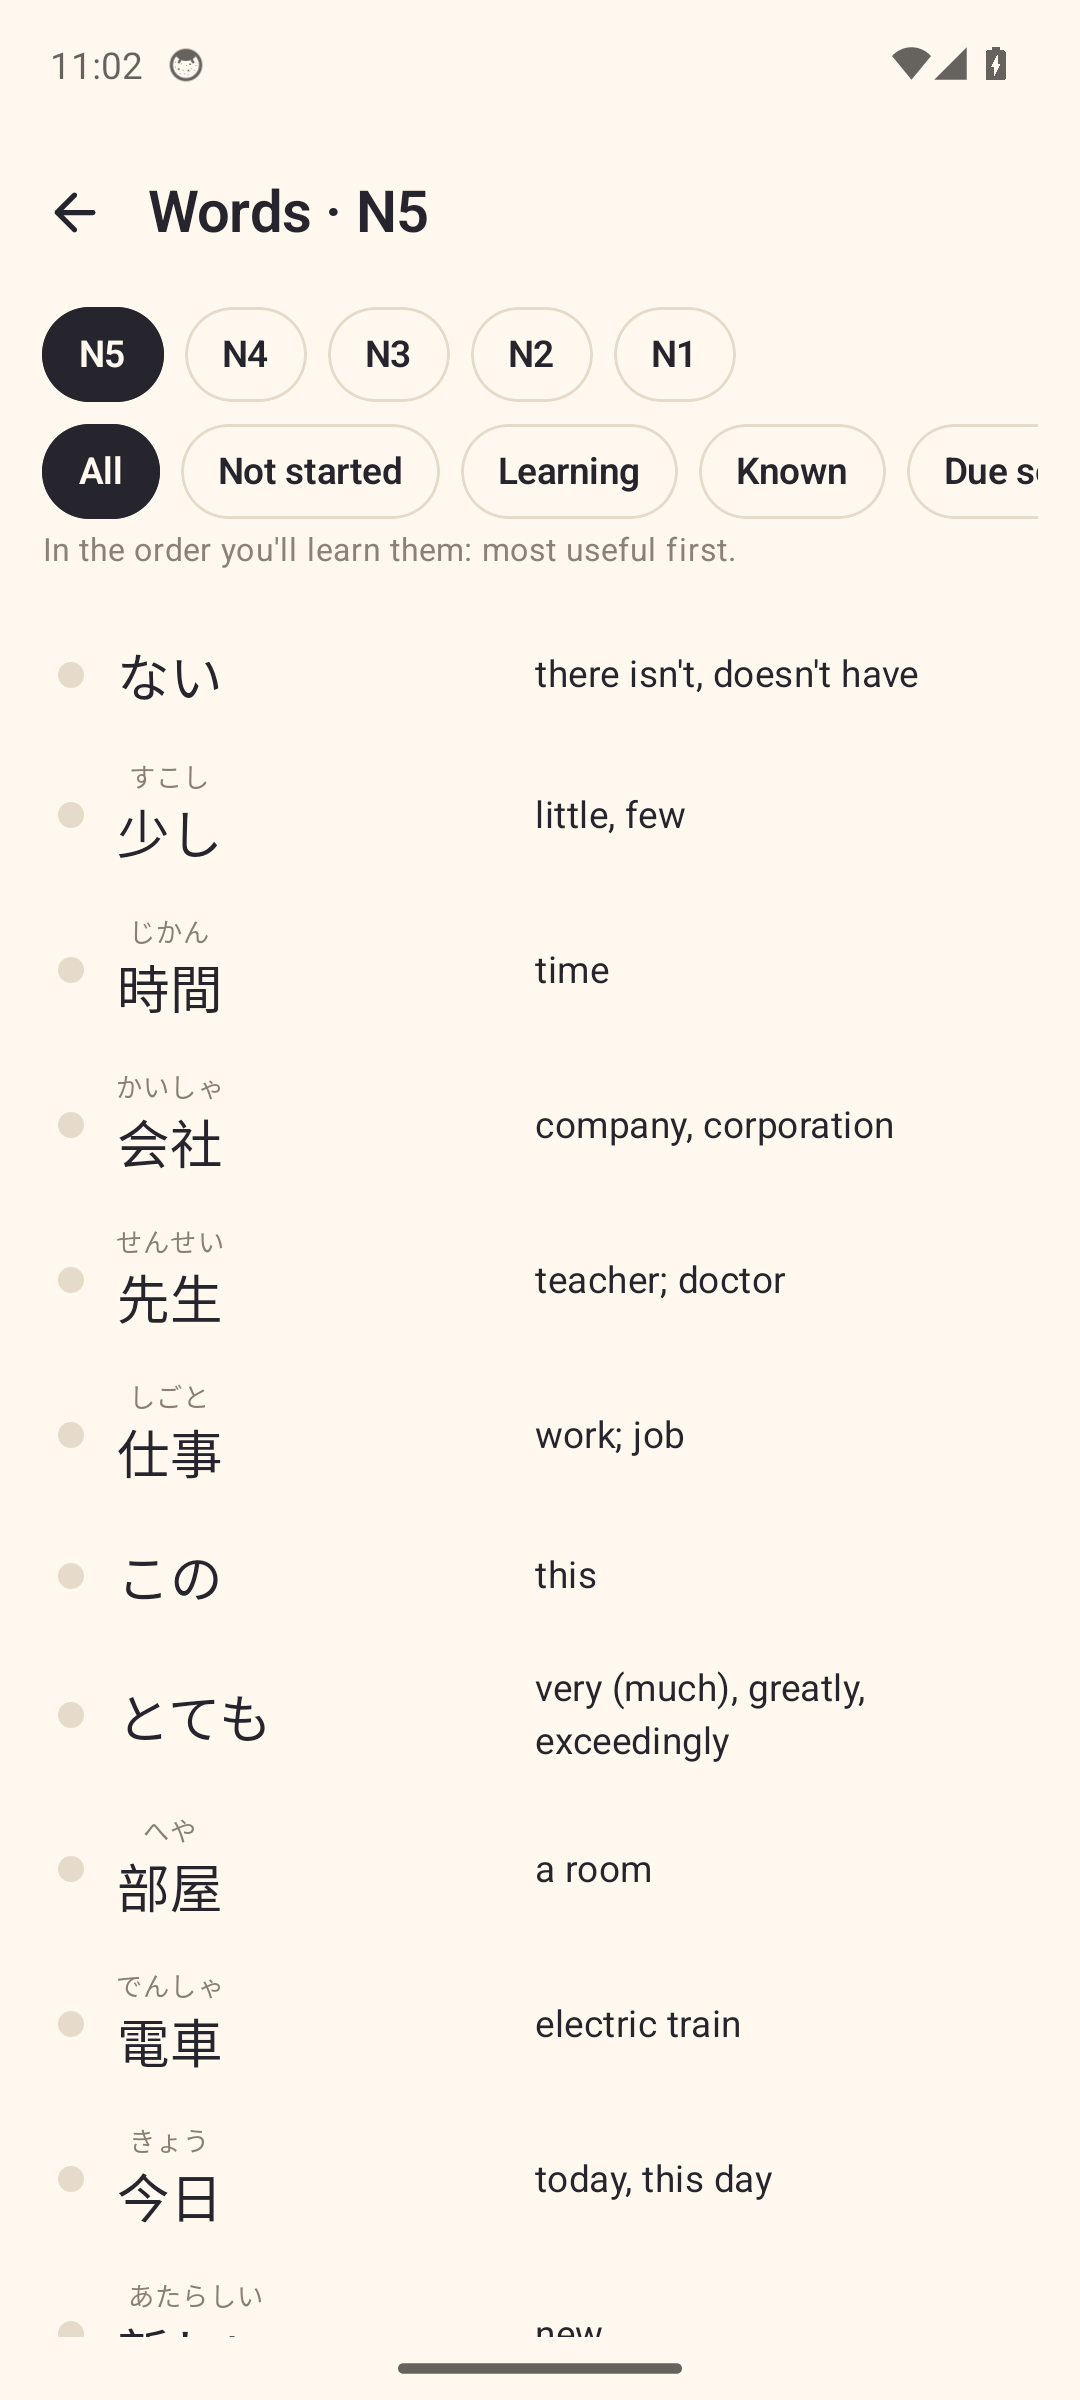 11:02
Words · N5
N5 N4 N3 N2 N1
All Not started Learning Known Due
In the order you'll learn them: most useful first.
ない there isn't, doesn't have
すこし
少し little, few
じかん
時間 time
かいしゃ
会社 company, corporation
せんせい
先生 teacher; doctor
しごと
仕事 work; job
この this
とても very (much), greatly,
exceedingly
へや
部屋 a room
でんしゃ
電車 electric train
きょう
今日 today, this day
あたらしい
new